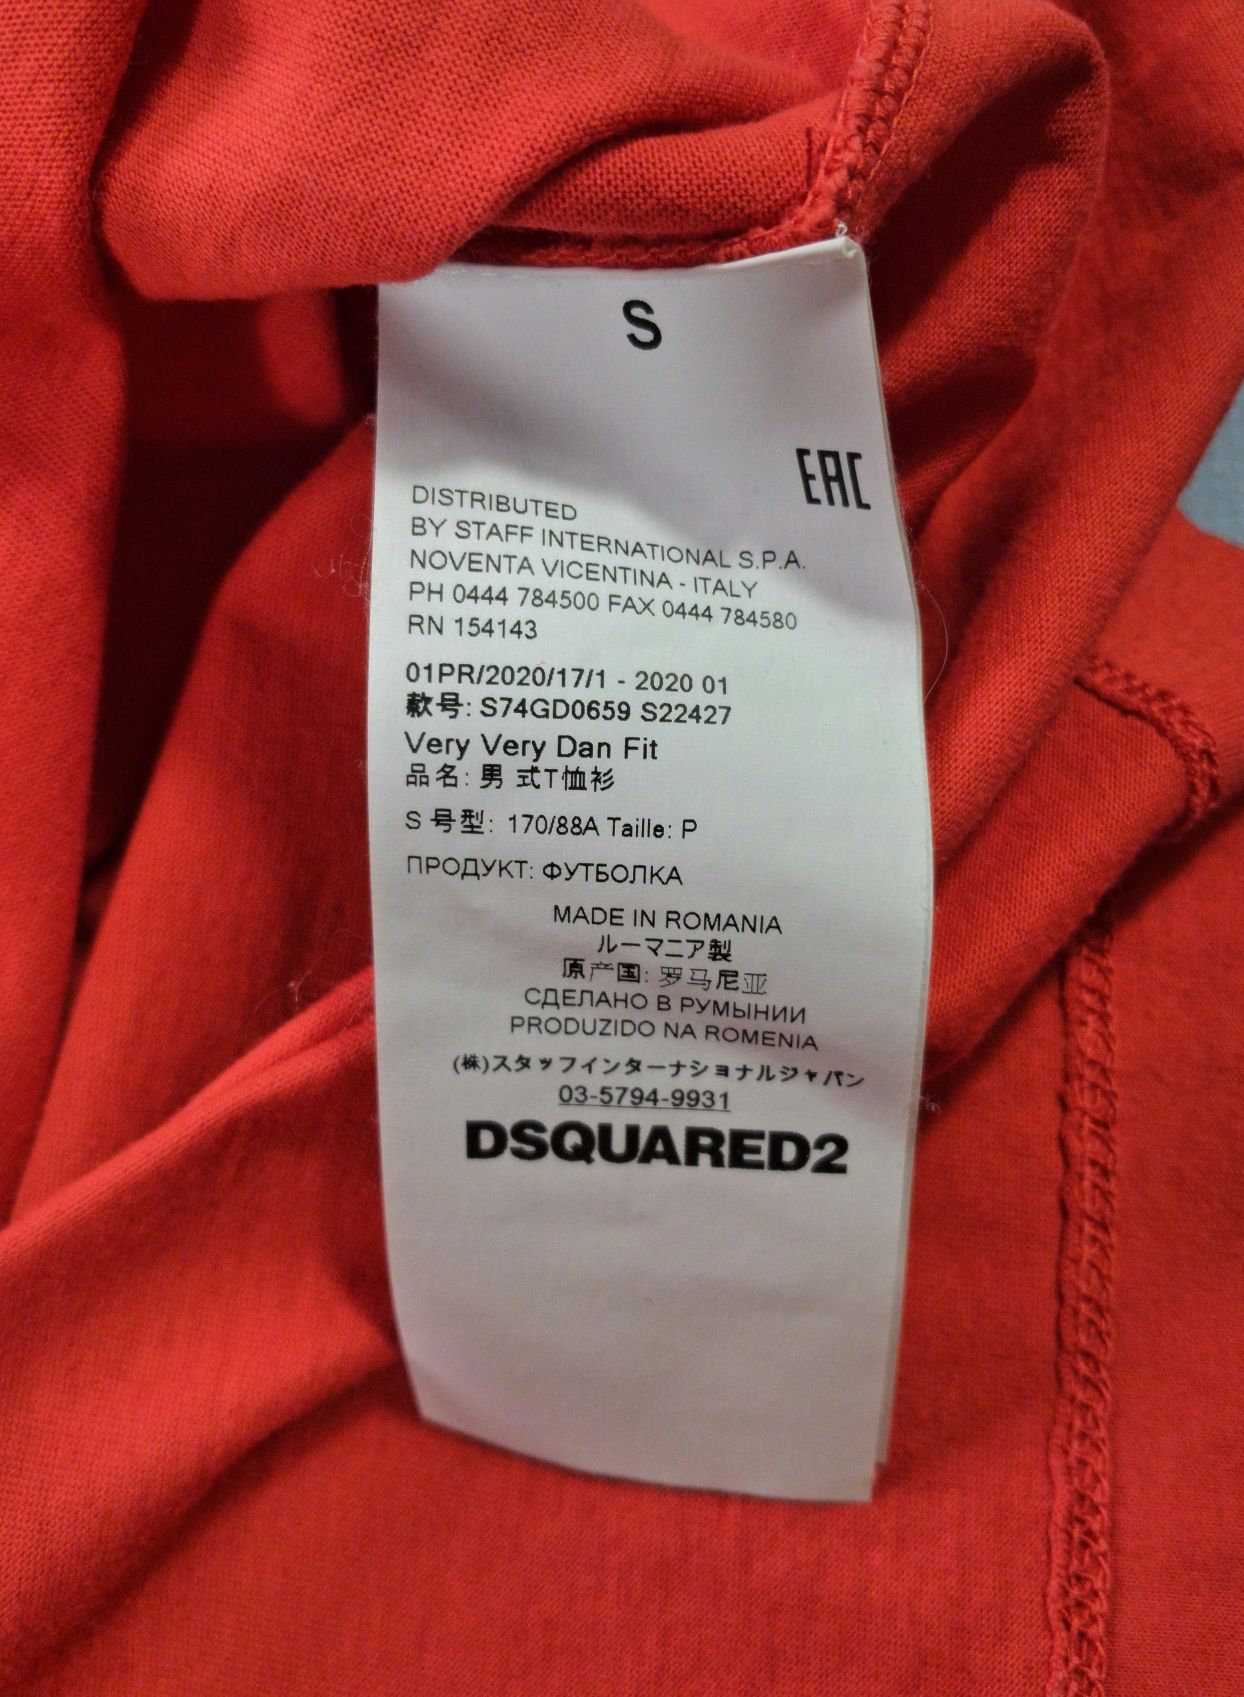 S
EAC
DISTRIBUTED
BY STAFF INTERNATIONAL S.P.A.
NOVENTA VICENTINA - ITALY
PH 0444 784500 FAX 0444 784580
RN 154143
01PR/2020/17/1 - 2020 01
款号: S74GD0659 S22427
Very Very Dan Fit
品名: 男 式T恤衫
S 号型: 170/88A Taille: P
ПРОДУКТ: ФУТБОЛКА
MADE IN ROMANIA
ルーマニア製
原产国: 罗马尼亚
СДЕЛАНО В РУМЫНИИ
PRODUZIDO NA ROMENIA
(株)スタッフインターナショナルジャパン
03-5794-9931
DSQUARED2